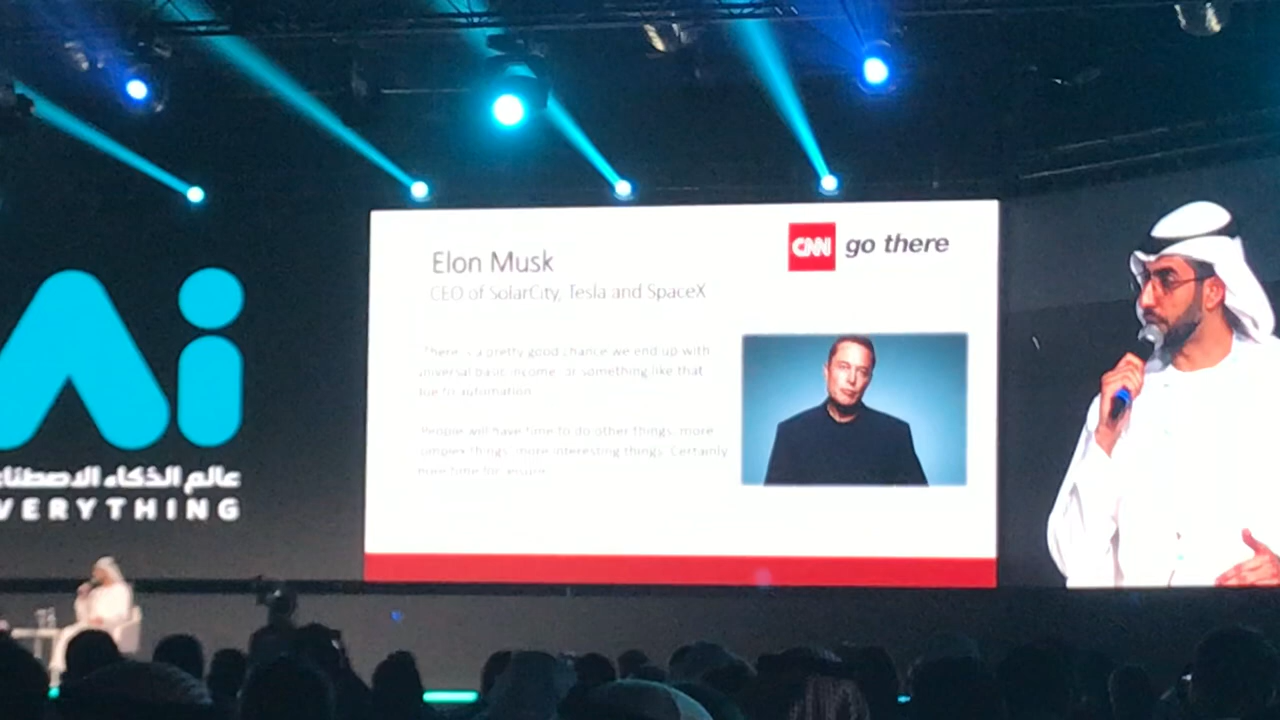 Elon Musk
CEO of SolarCity, Tesla and SpaceX
CNN go there
"There is a pretty good chance we end up with
universal basic income, or something like that
due to automation.
"People will have time to do other things, more
complex things, more interesting things. Certainly
more time for leisure.
Ai
عالم الذكاء الاصطنا
VERYTHING